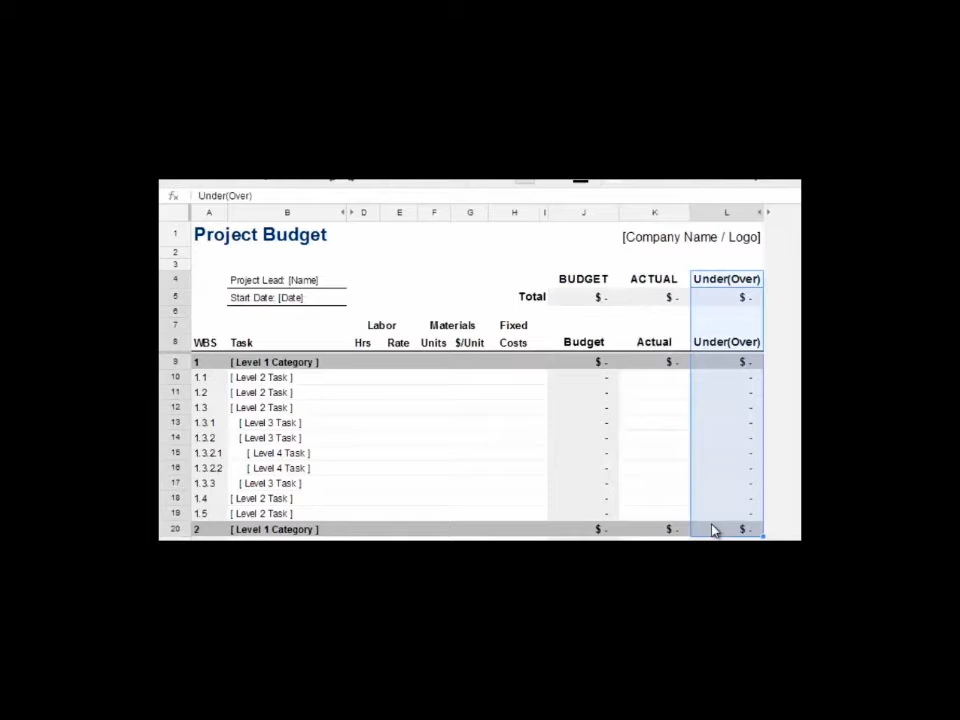 fx Under(Over)
A B D E F G H I J K L
1 Project Budget [Company Name / Logo]
2
3
4 Project Lead: [Name] BUDGET ACTUAL Under(Over)
5 Start Date: [Date] Total $ - $ - $ -
6
7 Labor Materials Fixed
8 WBS Task Hrs Rate Units $/Unit Costs Budget Actual Under(Over)
9 1 [ Level 1 Category ] $ - $ - $ -
10 1.1 [ Level 2 Task ] - -
11 1.2 [ Level 2 Task ] - -
12 1.3 [ Level 2 Task ] - -
13 1.3.1 [ Level 3 Task ] - -
14 1.3.2 [ Level 3 Task ] - -
15 1.3.2.1 [ Level 4 Task ] - -
16 1.3.2.2 [ Level 4 Task ] - -
17 1.3.3 [ Level 3 Task ] - -
18 1.4 [ Level 2 Task ] - -
19 1.5 [ Level 2 Task ] - -
20 2 [ Level 1 Category ] $ - $ - $ -